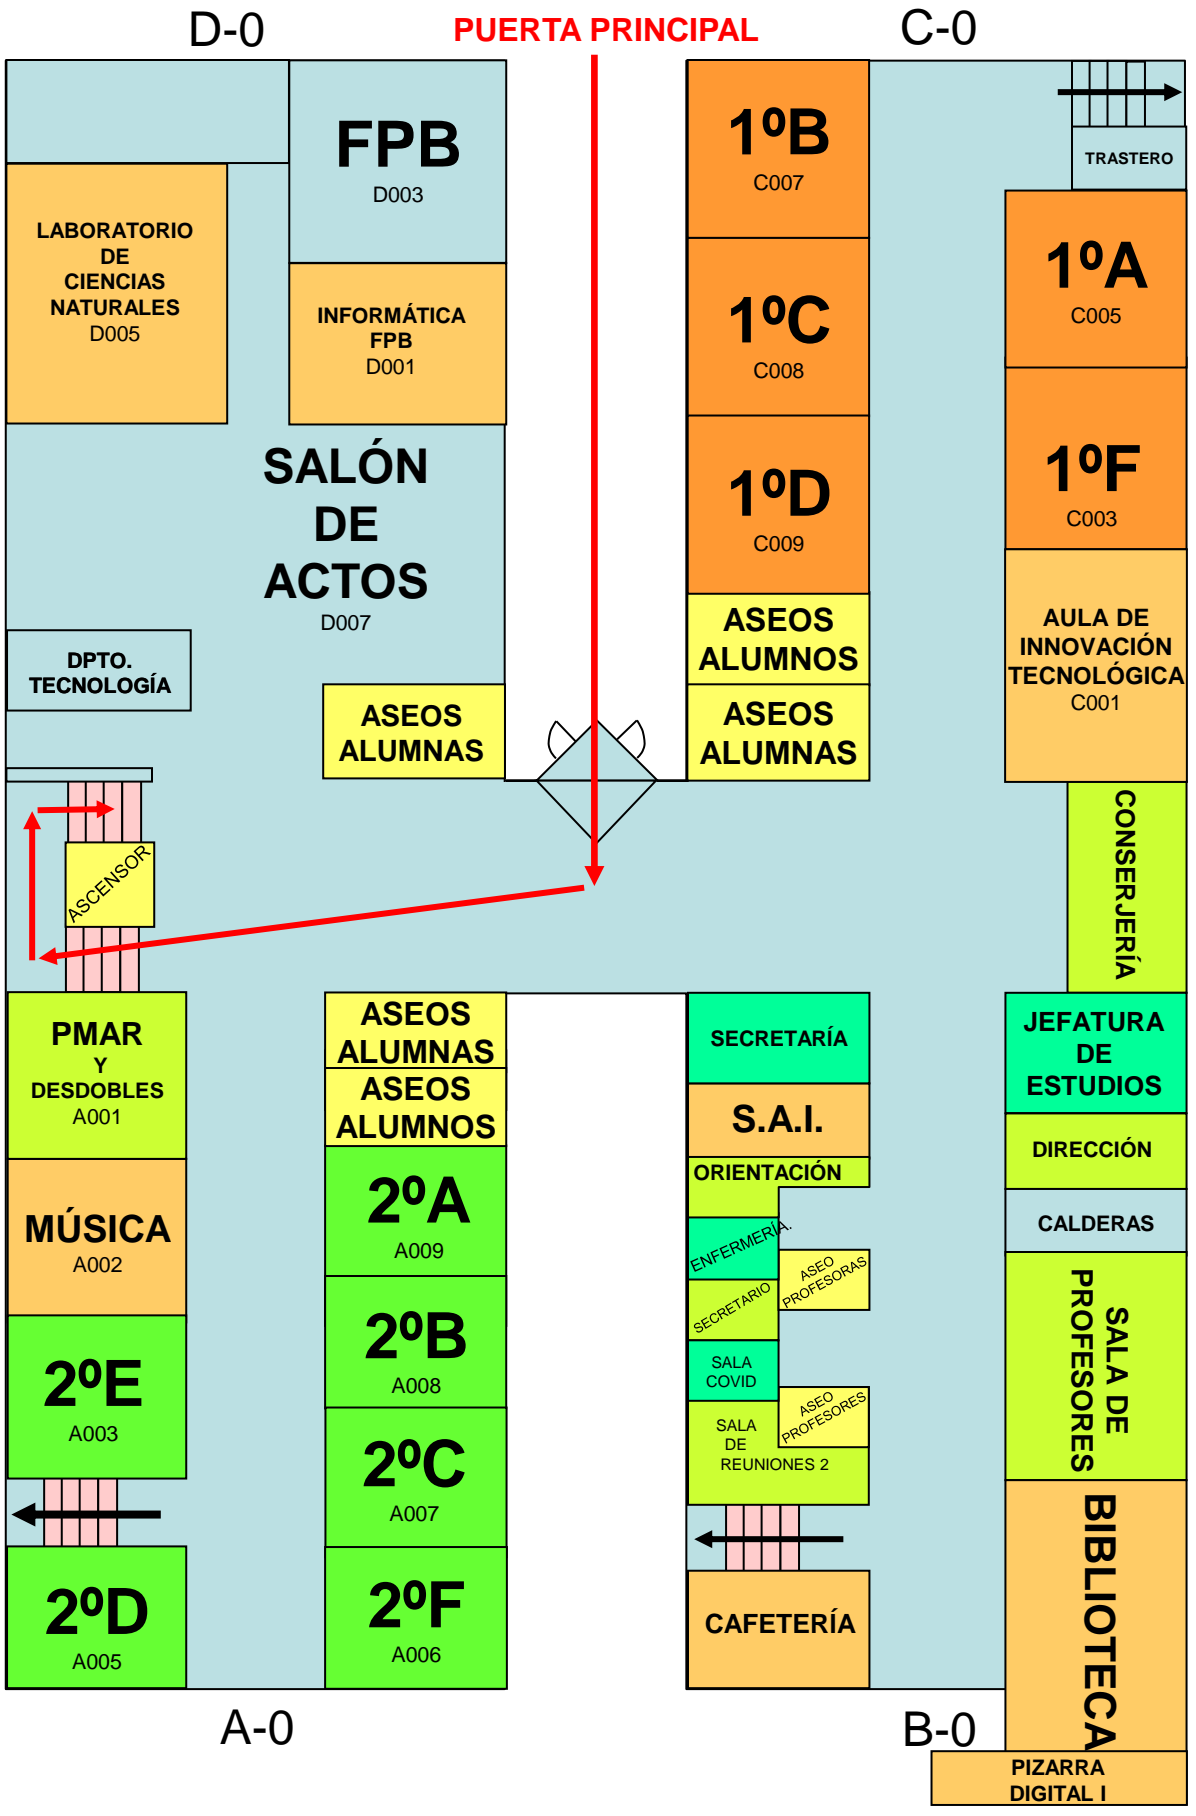 D-0
PUERTA PRINCIPAL
C-0
FPB
D003
LABORATORIO
DE
CIENCIAS
NATURALES
D005
INFORMÁTICA
FPB
D001
SALÓN
DE
ACTOS
D007
DPTO.
TECNOLOGÍA
ASEOS
ALUMNAS
ASCENSOR
1ºB
C007
1ºC
C008
1ºD
C009
ASEOS
ALUMNOS
ASEOS
ALUMNAS
TRASTERO
1ºA
C005
1ºF
C003
AULA DE
INNOVACIÓN
TECNOLÓGICA
C001
CONSERJERÍA
PMAR
Y
DESDOBLES
A001
MÚSICA
A002
2ºE
A003
2ºD
A005
ASEOS
ALUMNAS
ASEOS
ALUMNOS
2ºA
A009
2ºB
A008
2ºC
A007
2ºF
A006
SECRETARÍA
S.A.I.
ORIENTACIÓN
ENFERMERÍA.
ASEO
PROFESORAS
SECRETARIO
SALA
COVID
ASEO
PROFESORES
SALA
DE
REUNIONES 2
CAFETERÍA
JEFATURA
DE
ESTUDIOS
DIRECCIÓN
CALDERAS
SALA DE
PROFESORES
BIBLIOTECA
PIZARRA
DIGITAL I
A-0
B-0